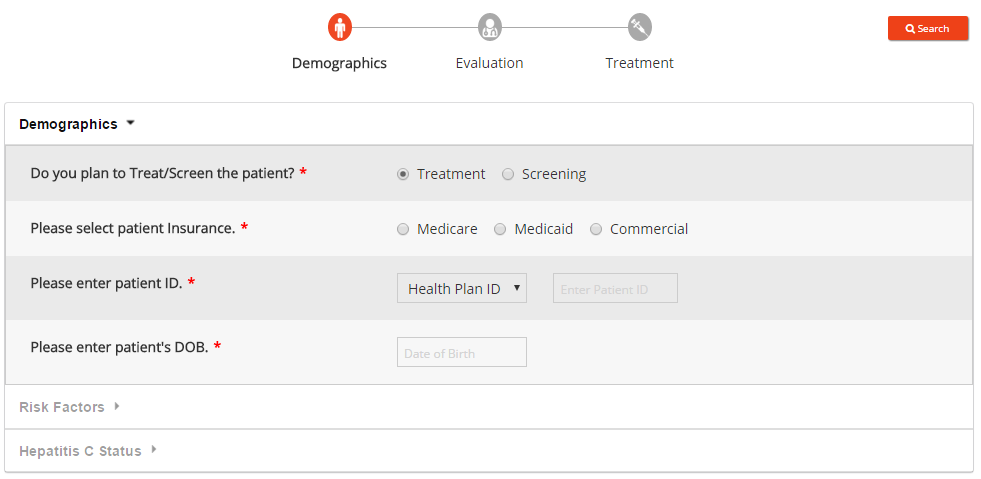 Search
Demographics Evaluation Treatment
Demographics
Do you plan to Treat/Screen the patient? * Treatment Screening
Please select patient Insurance. * Medicare Medicaid Commercial
Please enter patient ID. * Health Plan ID Enter Patient ID
Please enter patient's DOB. * Date of Birth
Risk Factors
Hepatitis C Status